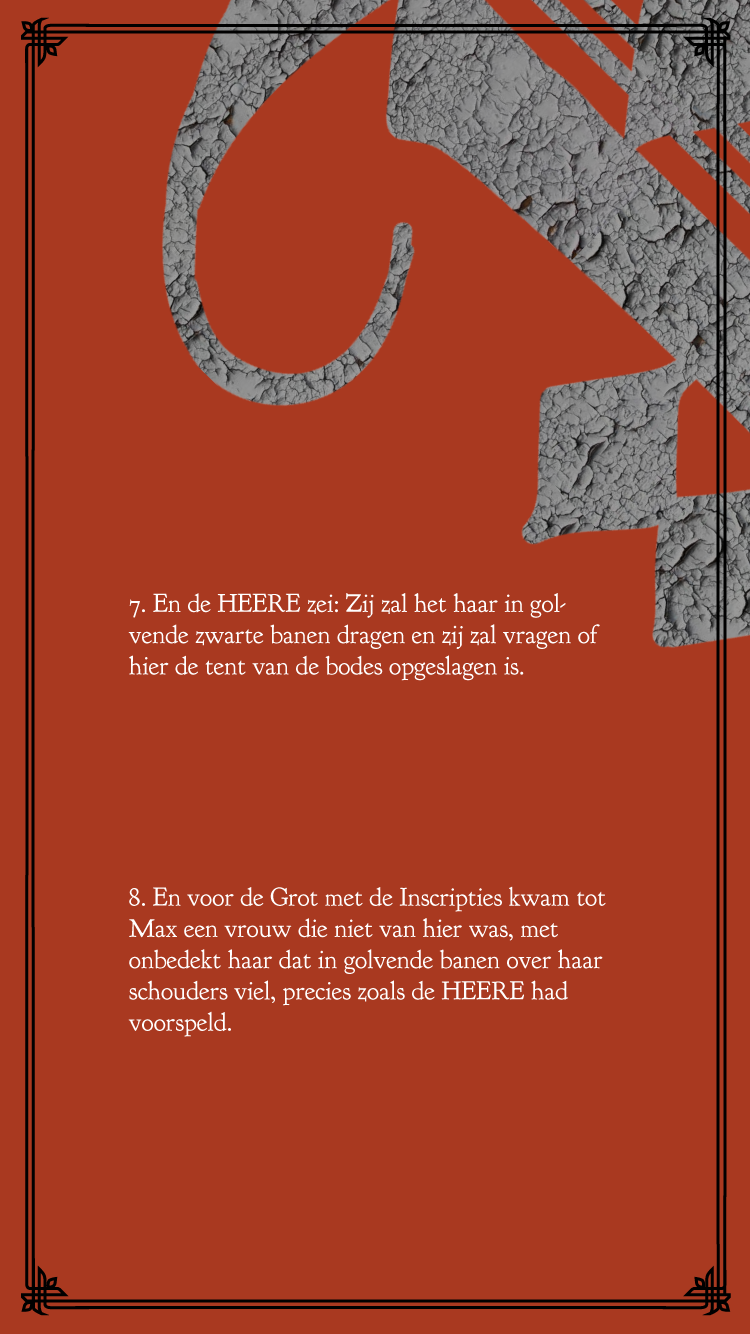 7. En de HEERE zei: Zij zal het haar in gol-
vende zwarte banen dragen en zij zal vragen of
hier de tent van de bodes opgeslagen is.
8. En voor de Grot met de Inscripties kwam tot
Max een vrouw die niet van hier was, met
onbedekt haar dat in golvende banen over haar
schouders viel, precies zoals de HEERE had
voorspeld.